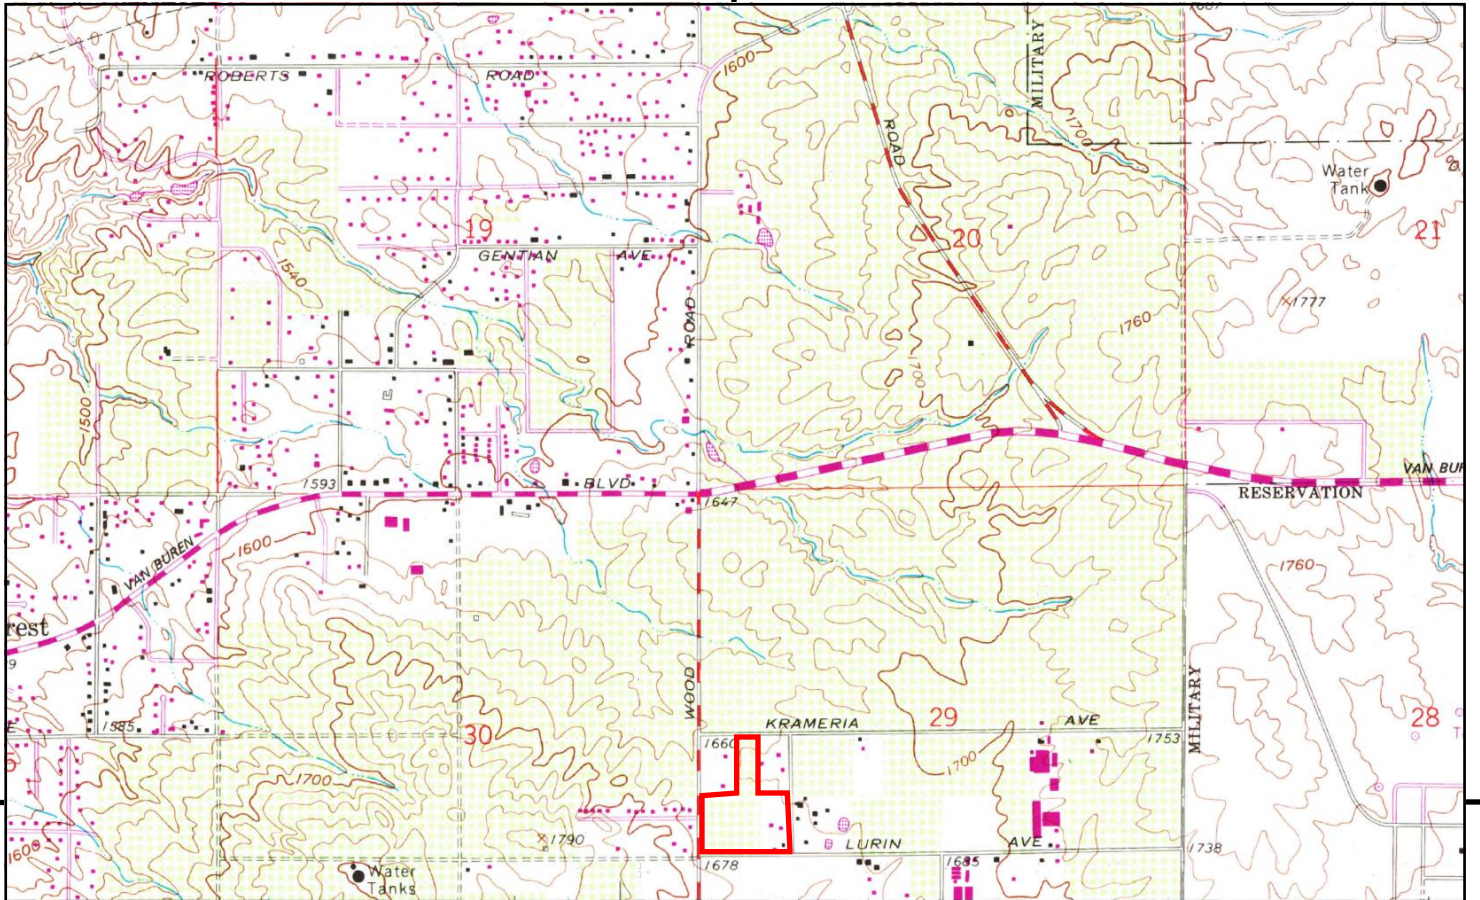 1687
MILITARY
1600
ROBERTS ROAD
ROAD
1700
Water
Tank
19
20
21
GENTIAN AVE
1540
1777
ROAD
1760
1700
1500
1593
BLVD
1647
VAN BUR
RESERVATION
VAN BUREN
1600
1760
rest
9
WOOD
MILITARY
KRAMERIA AVE
29
28
1585
30
1660
1753
1700
1700
1790
LURIN AVE
1738
1600
Water
Tanks
1678
1685